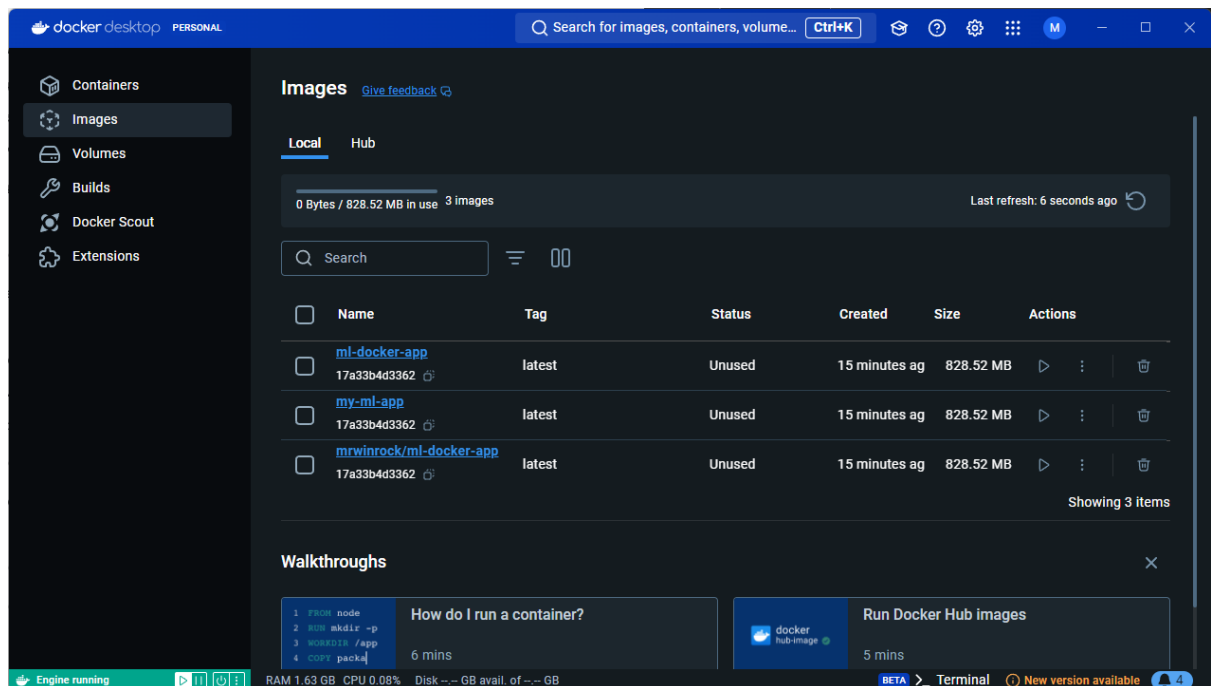 docker desktop PERSONAL
Search for images, containers, volume... Ctrl+K
M
Containers
Images
Volumes
Builds
Docker Scout
Extensions
Images Give feedback
Local Hub
0 Bytes / 828.52 MB in use 3 images
Last refresh: 6 seconds ago
Search
Name Tag Status Created Size Actions
ml-docker-app
17a33b4d3362
latest Unused 15 minutes ag 828.52 MB
my-ml-app
17a33b4d3362
latest Unused 15 minutes ag 828.52 MB
mrwinrock/ml-docker-app
17a33b4d3362
latest Unused 15 minutes ag 828.52 MB
Showing 3 items
Walkthroughs
1 FROM node
2 RUN mkdir -p
3 WORKDIR /app
4 COPY packa
How do I run a container?
6 mins
docker
hub-image
Run Docker Hub images
5 mins
Engine running
RAM 1.63 GB CPU 0.08% Disk --.-- GB avail. of --.-- GB
BETA >_ Terminal New version available 4